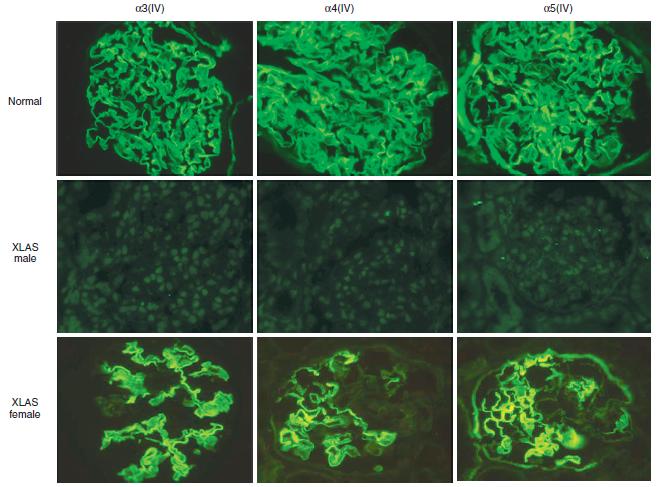 α3(IV) α4(IV) α5(IV)
Normal
XLAS
male
XLAS
female